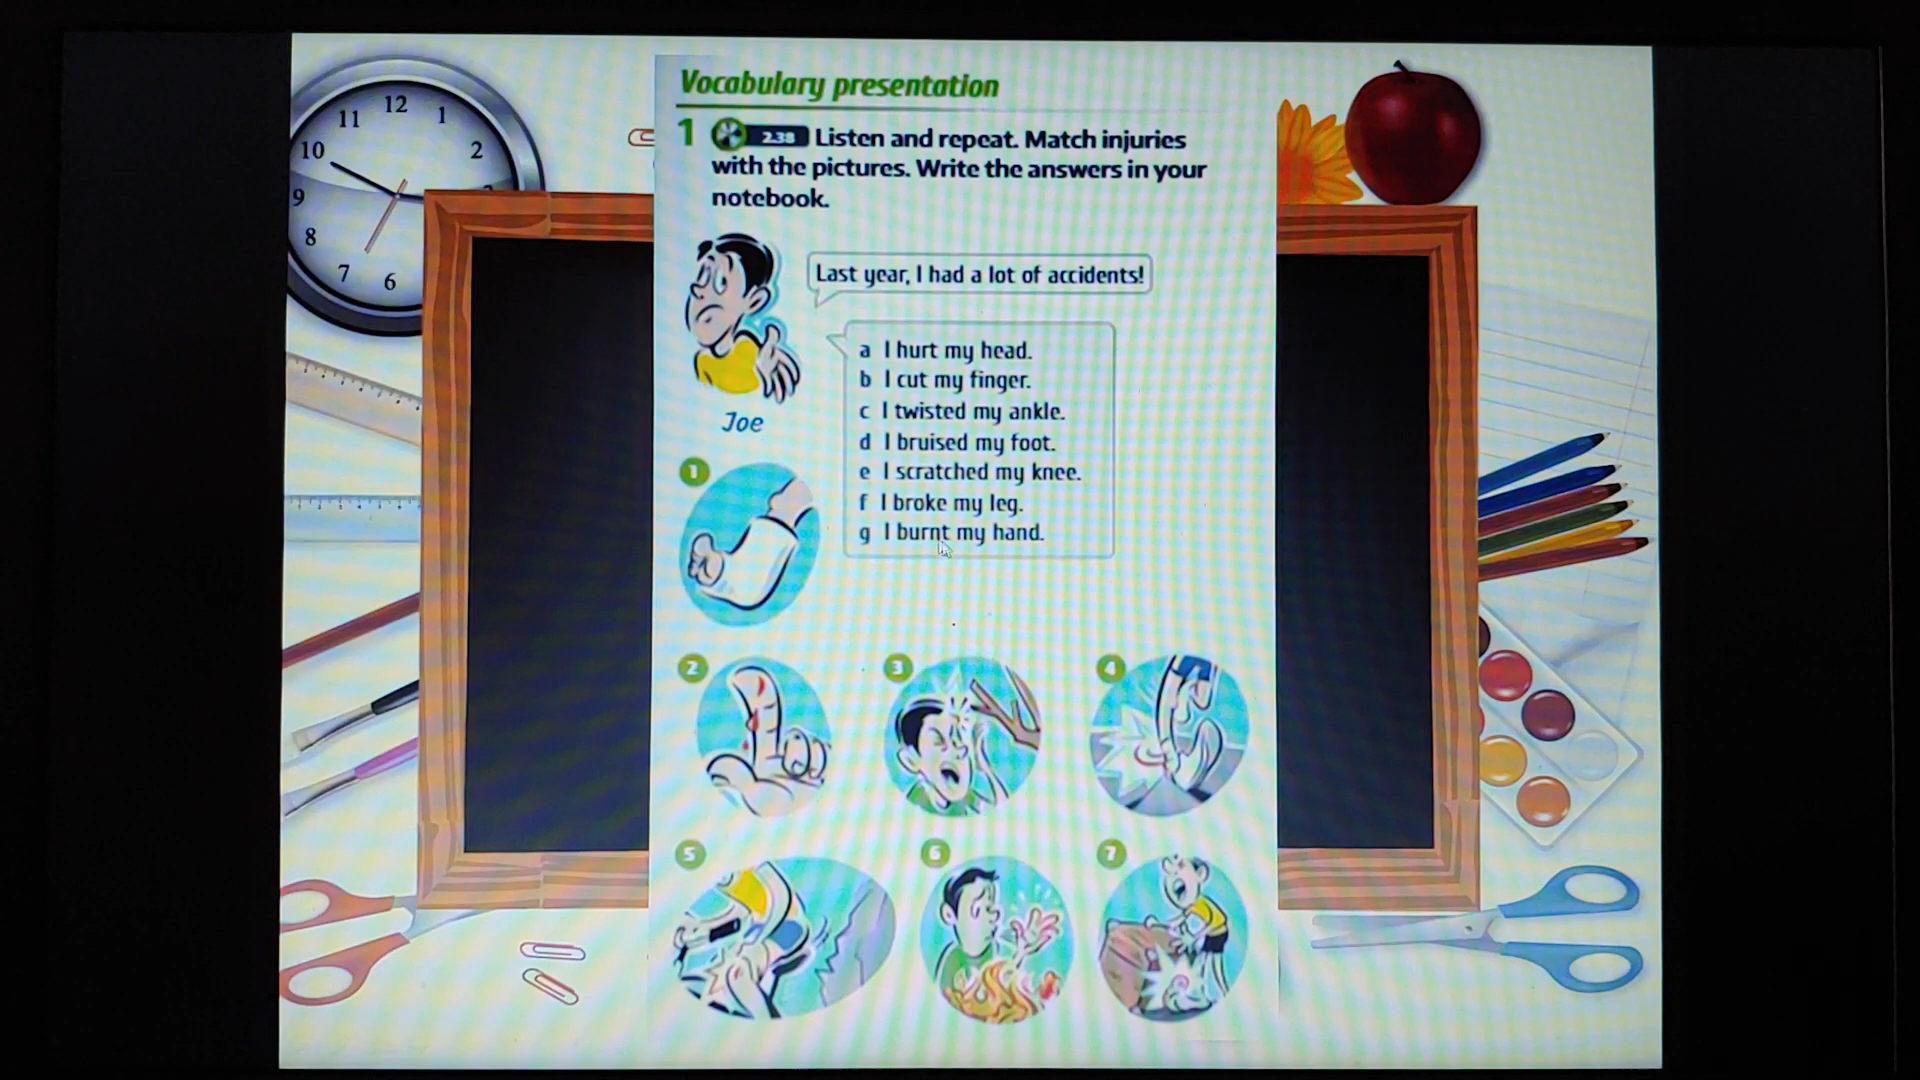 12
11
1
10
2
9
8
7
6
Vocabulary presentation
1 2.38 Listen and repeat. Match injuries
with the pictures. Write the answers in your
notebook.
Last year, I had a lot of accidents!
a I hurt my head.
b I cut my finger.
c I twisted my ankle.
d I bruised my foot.
e I scratched my knee.
f I broke my leg.
g I burnt my hand.
Joe
1
2
3
4
5
6
7